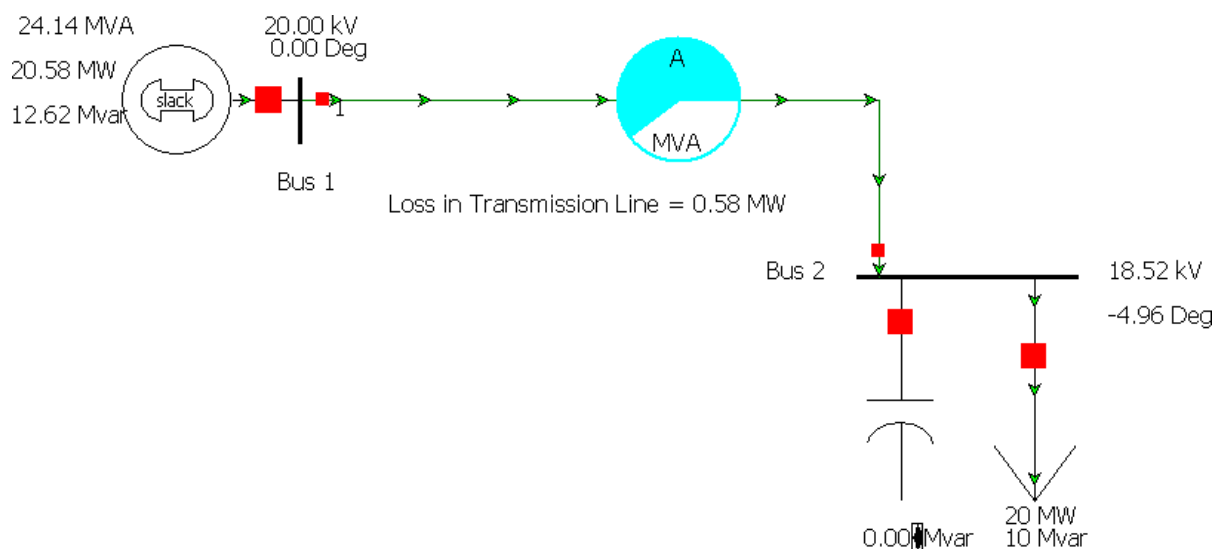 24.14 MVA
20.58 MW
12.62 Mvar
slack
20.00 kV
0.00 Deg
1
Bus 1
A
MVA
Loss in Transmission Line = 0.58 MW
Bus 2
18.52 kV
-4.96 Deg
0.00 Mvar
20 MW
10 Mvar